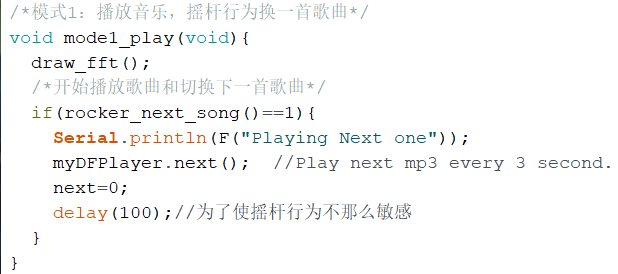 /*模式1：播放音乐，摇杆行为换一首歌曲*/
void mode1_play(void){
  draw_fft();
  /*开始播放歌曲和切换下一首歌曲*/
  if(rocker_next_song()==1){
    Serial.println(F("Playing Next one"));
    myDFPlayer.next();  //Play next mp3 every 3 second.
    next=0;
    delay(100);//为了使摇杆行为不那么敏感
  }
}